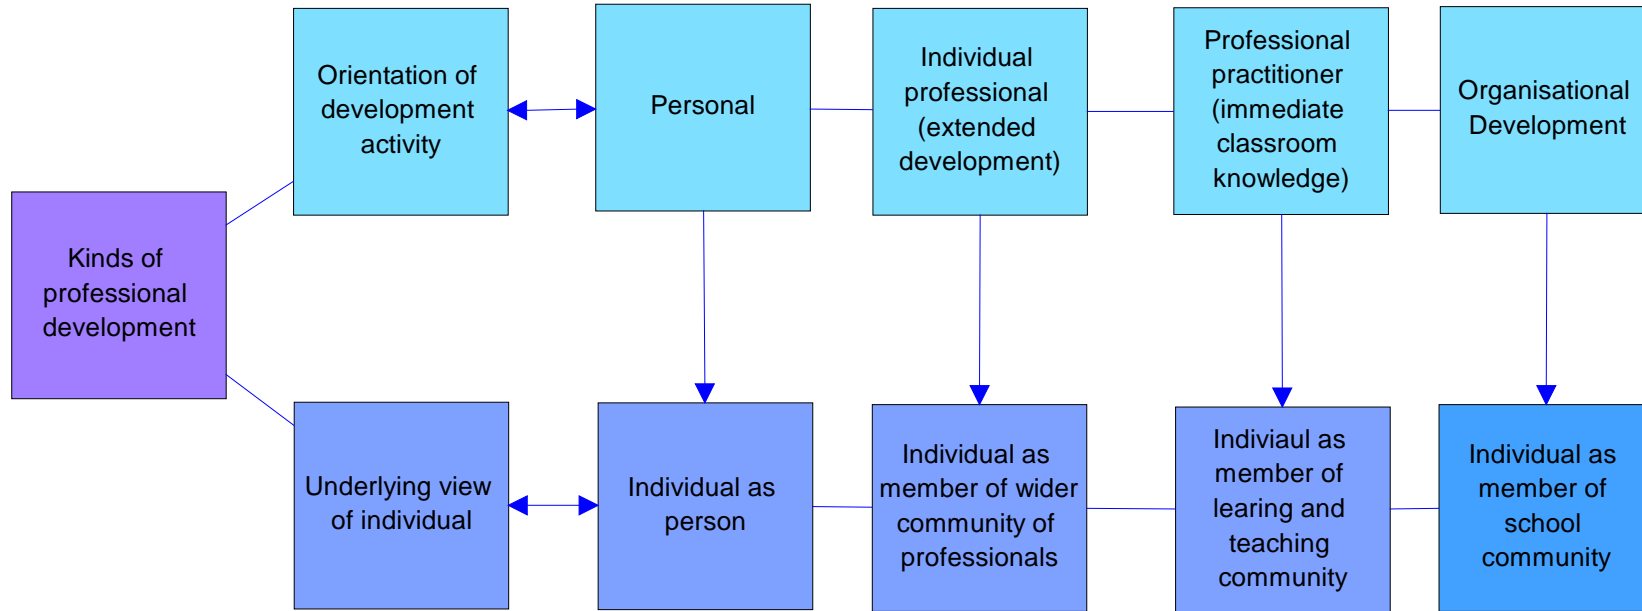 Kinds of
professional
development
Orientation of
development
activity
Personal
Individual
professional
(extended
development)
Professional
practitioner
(immediate
classroom
knowledge)
Organisational
Development
Underlying view
of individual
Individual as
person
Individual as
member of wider
community of
professionals
Indiviaul as
member of
learing and
teaching
community
Individual as
member of
school
community